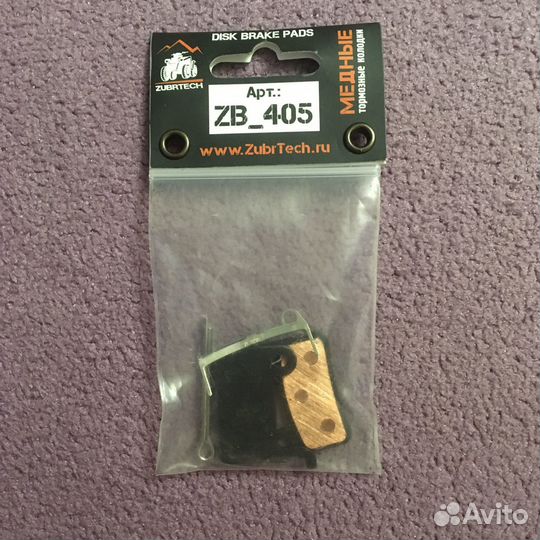 DISK BRAKE PADS
ZUBRTECH
Арт.:
ZB_405
МЕДНЫЕ
тормозные колодки
www.ZubrTech.ru
Avito